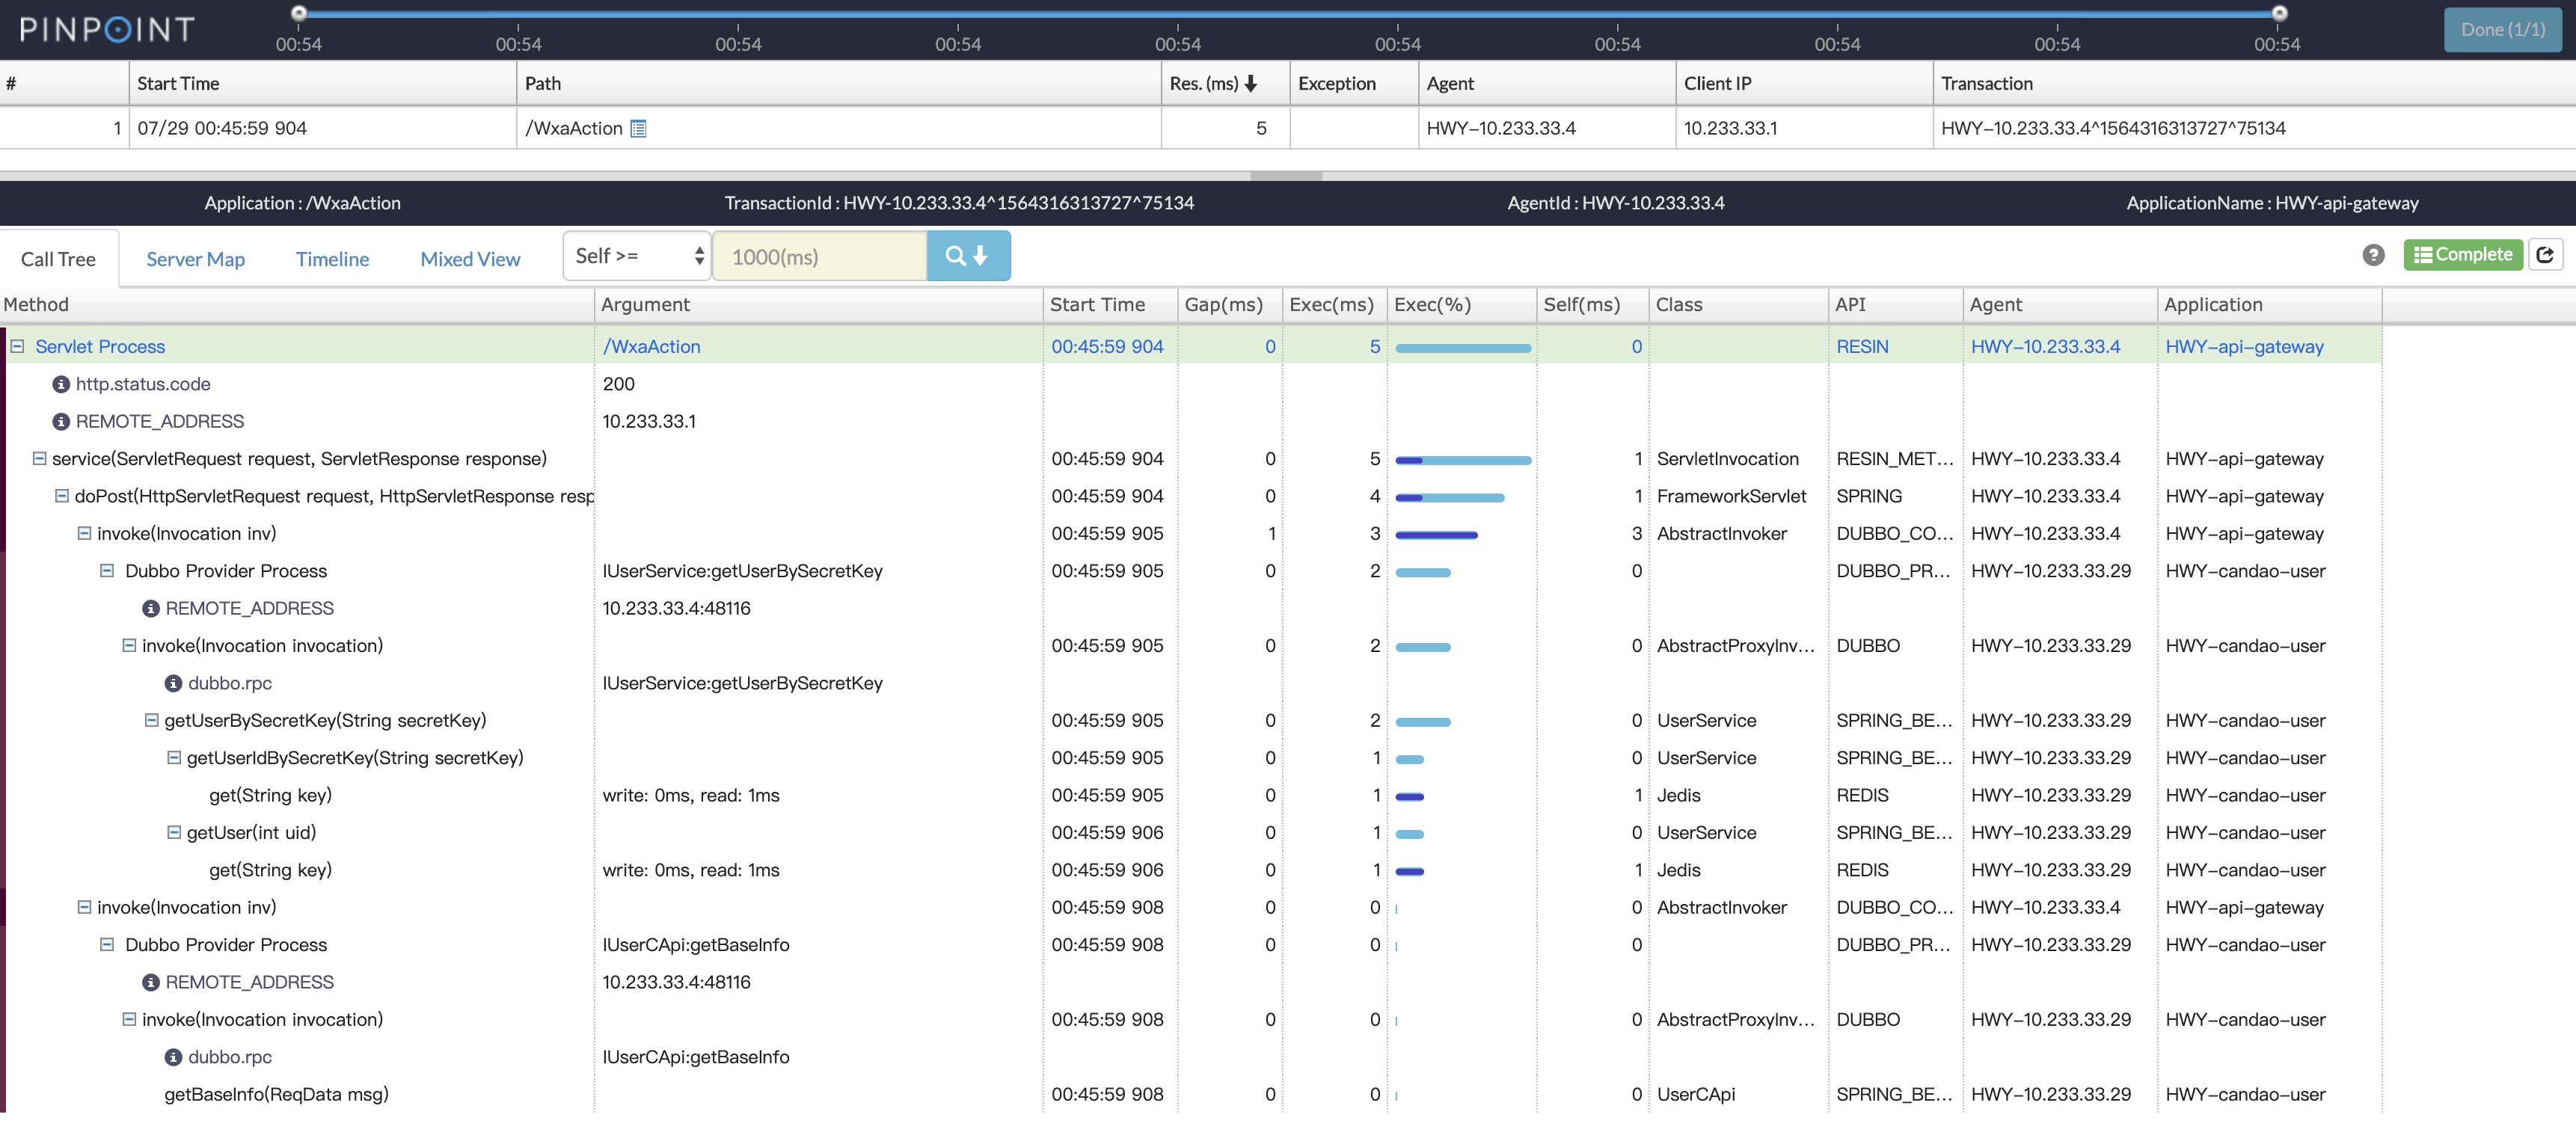 PINPOINT
00:54 00:54 00:54 00:54 00:54 00:54 00:54 00:54 00:54 00:54
Done (1/1)
# Start Time Path Res. (ms) Exception Agent Client IP Transaction
1 07/29 00:45:59 904 /WxaAction 5 HWY-10.233.33.4 10.233.33.1 HWY-10.233.33.4^1564316313727^75134
Application : /WxaAction TransactionId : HWY-10.233.33.4^1564316313727^75134 AgentId : HWY-10.233.33.4 ApplicationName : HWY-api-gateway
Call Tree Server Map Timeline Mixed View Self >= 1000(ms) Complete
Method Argument Start Time Gap(ms) Exec(ms) Exec(%) Self(ms) Class API Agent Application
Servlet Process /WxaAction 00:45:59 904 0 5 0 RESIN HWY-10.233.33.4 HWY-api-gateway
http.status.code 200
REMOTE_ADDRESS 10.233.33.1
service(ServletRequest request, ServletResponse response) 00:45:59 904 0 5 1 ServletInvocation RESIN_MET... HWY-10.233.33.4 HWY-api-gateway
doPost(HttpServletRequest request, HttpServletResponse resp 00:45:59 904 0 4 1 FrameworkServlet SPRING HWY-10.233.33.4 HWY-api-gateway
invoke(Invocation inv) 00:45:59 905 1 3 3 AbstractInvoker DUBBO_CO... HWY-10.233.33.4 HWY-api-gateway
Dubbo Provider Process IUserService:getUserBySecretKey 00:45:59 905 0 2 0 DUBBO_PR... HWY-10.233.33.29 HWY-candao-user
REMOTE_ADDRESS 10.233.33.4:48116
invoke(Invocation invocation) 00:45:59 905 0 2 0 AbstractProxyInv... DUBBO HWY-10.233.33.29 HWY-candao-user
dubbo.rpc IUserService:getUserBySecretKey
getUserBySecretKey(String secretKey) 00:45:59 905 0 2 0 UserService SPRING_BE... HWY-10.233.33.29 HWY-candao-user
getUserIdBySecretKey(String secretKey) 00:45:59 905 0 1 0 UserService SPRING_BE... HWY-10.233.33.29 HWY-candao-user
get(String key) write: 0ms, read: 1ms 00:45:59 905 0 1 1 Jedis REDIS HWY-10.233.33.29 HWY-candao-user
getUser(int uid) 00:45:59 906 0 1 0 UserService SPRING_BE... HWY-10.233.33.29 HWY-candao-user
get(String key) write: 0ms, read: 1ms 00:45:59 906 0 1 1 Jedis REDIS HWY-10.233.33.29 HWY-candao-user
invoke(Invocation inv) 00:45:59 908 0 0 0 AbstractInvoker DUBBO_CO... HWY-10.233.33.4 HWY-api-gateway
Dubbo Provider Process IUserCApi:getBaseInfo 00:45:59 908 0 0 0 DUBBO_PR... HWY-10.233.33.29 HWY-candao-user
REMOTE_ADDRESS 10.233.33.4:48116
invoke(Invocation invocation) 00:45:59 908 0 0 0 AbstractProxyInv... DUBBO HWY-10.233.33.29 HWY-candao-user
dubbo.rpc IUserCApi:getBaseInfo
getBaseInfo(ReqData msg) 00:45:59 908 0 0 0 UserCApi SPRING_BE... HWY-10.233.33.29 HWY-candao-user